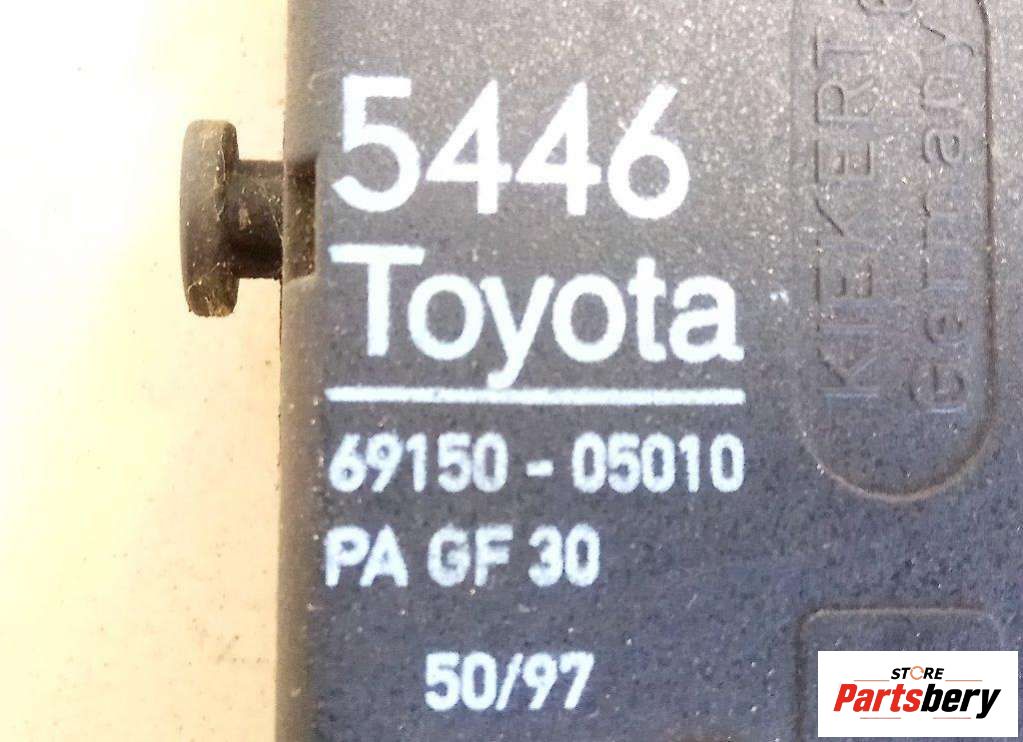 5446
Toyota
69150 - 05010
PA GF 30
50/97
KIEKERT
Germany
STORE
Partsbery